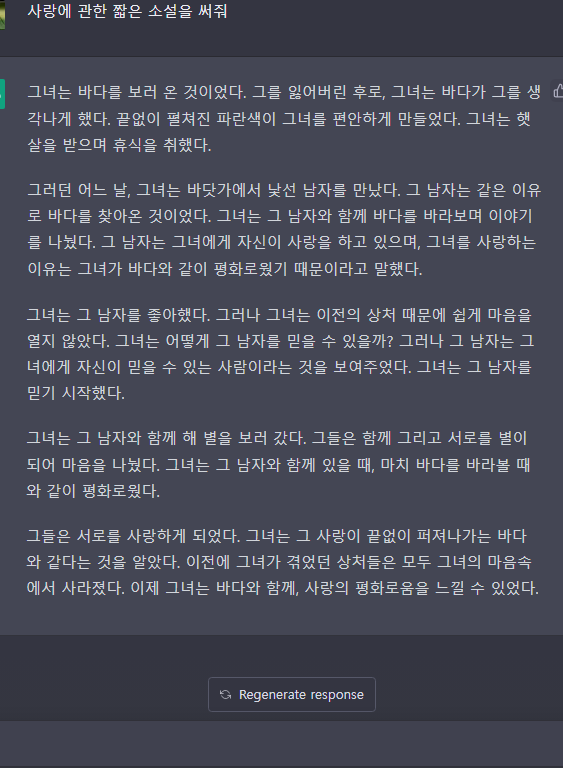 사랑에 관한 짧은 소설을 써줘
그녀는 바다를 보러 온 것이었다. 그를 잃어버린 후로, 그녀는 바다가 그를 생
각나게 했다. 끝없이 펼쳐진 파란색이 그녀를 편안하게 만들었다. 그녀는 햇
살을 받으며 휴식을 취했다.
그러던 어느 날, 그녀는 바닷가에서 낯선 남자를 만났다. 그 남자는 같은 이유
로 바다를 찾아온 것이었다. 그녀는 그 남자와 함께 바다를 바라보며 이야기
를 나눴다. 그 남자는 그녀에게 자신이 사랑을 하고 있으며, 그녀를 사랑하는
이유는 그녀가 바다와 같이 평화로웠기 때문이라고 말했다.
그녀는 그 남자를 좋아했다. 그러나 그녀는 이전의 상처 때문에 쉽게 마음을
열지 않았다. 그녀는 어떻게 그 남자를 믿을 수 있을까? 그러나 그 남자는 그
녀에게 자신이 믿을 수 있는 사람이라는 것을 보여주었다. 그녀는 그 남자를
믿기 시작했다.
그녀는 그 남자와 함께 해 별을 보러 갔다. 그들은 함께 그리고 서로를 별이
되어 마음을 나눴다. 그녀는 그 남자와 함께 있을 때, 마치 바다를 바라볼 때
와 같이 평화로웠다.
그들은 서로를 사랑하게 되었다. 그녀는 그 사랑이 끝없이 퍼져나가는 바다
와 같다는 것을 알았다. 이전에 그녀가 겪었던 상처들은 모두 그녀의 마음속
에서 사라졌다. 이제 그녀는 바다와 함께, 사랑의 평화로움을 느낄 수 있었다.
Regenerate response